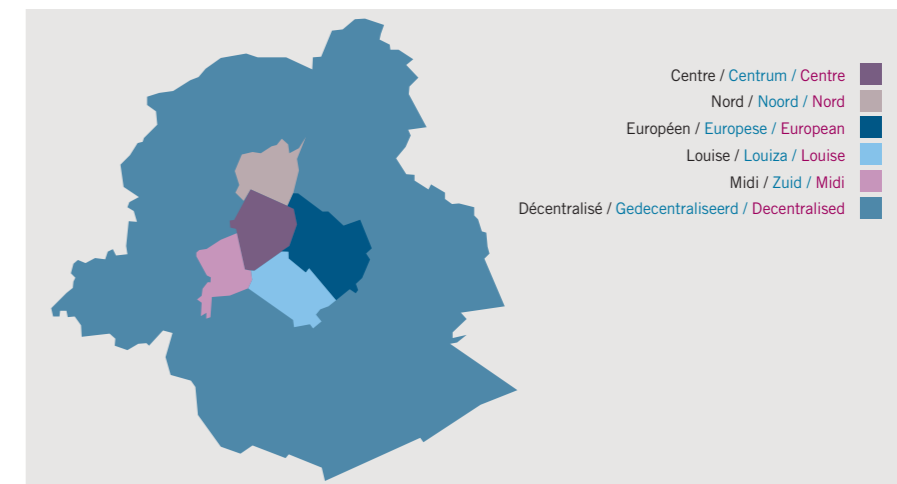 Centre / Centrum / Centre
Nord / Noord / Nord
Européen / Europese / European
Louise / Louiza / Louise
Midi / Zuid / Midi
Décentralisé / Gedecentraliseerd / Decentralised